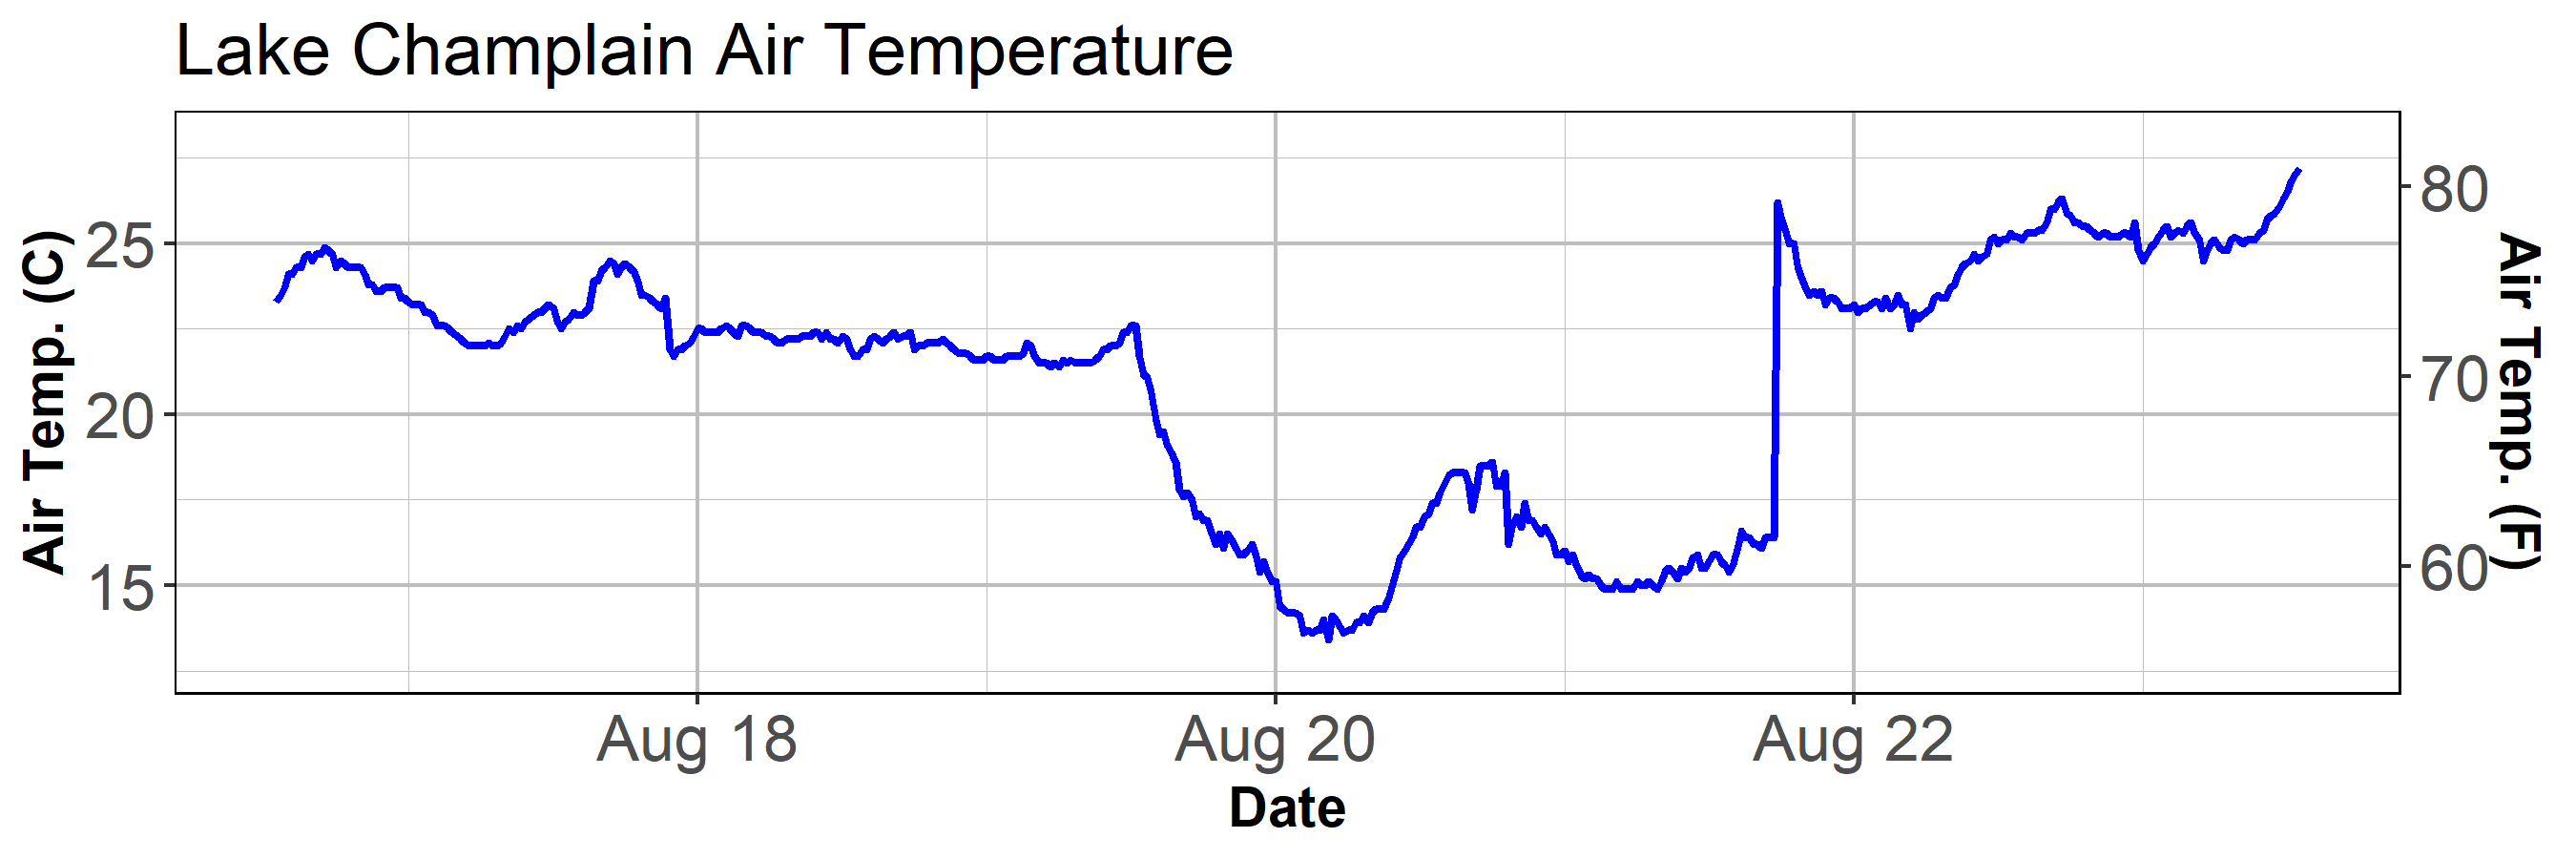 Lake Champlain Air Temperature
Air Temp. (C)
25
20
15
80
70
60
Air Temp. (F)
Aug 18
Aug 20
Aug 22
Date